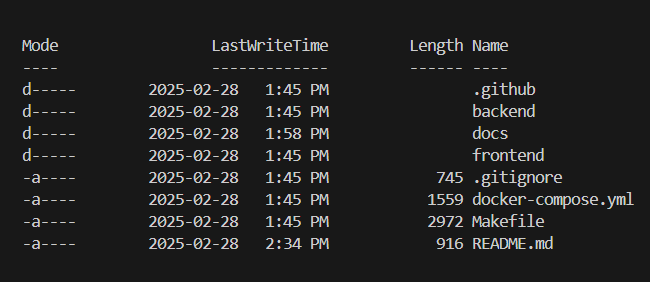 Mode                 LastWriteTime         Length Name
----                 -------------         ------ ----
d-----        2025-02-28   1:45 PM                .github
d-----        2025-02-28   1:45 PM                backend
d-----        2025-02-28   1:58 PM                docs
d-----        2025-02-28   1:45 PM                frontend
-a----        2025-02-28   1:45 PM            745 .gitignore
-a----        2025-02-28   1:45 PM           1559 docker-compose.yml
-a----        2025-02-28   1:45 PM           2972 Makefile
-a----        2025-02-28   2:34 PM            916 README.md